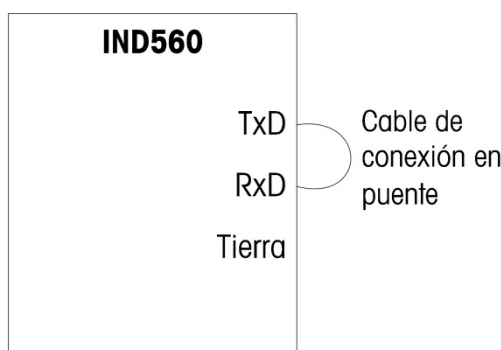 IND560
TxD
RxD
Tierra
Cable de
conexión en
puente